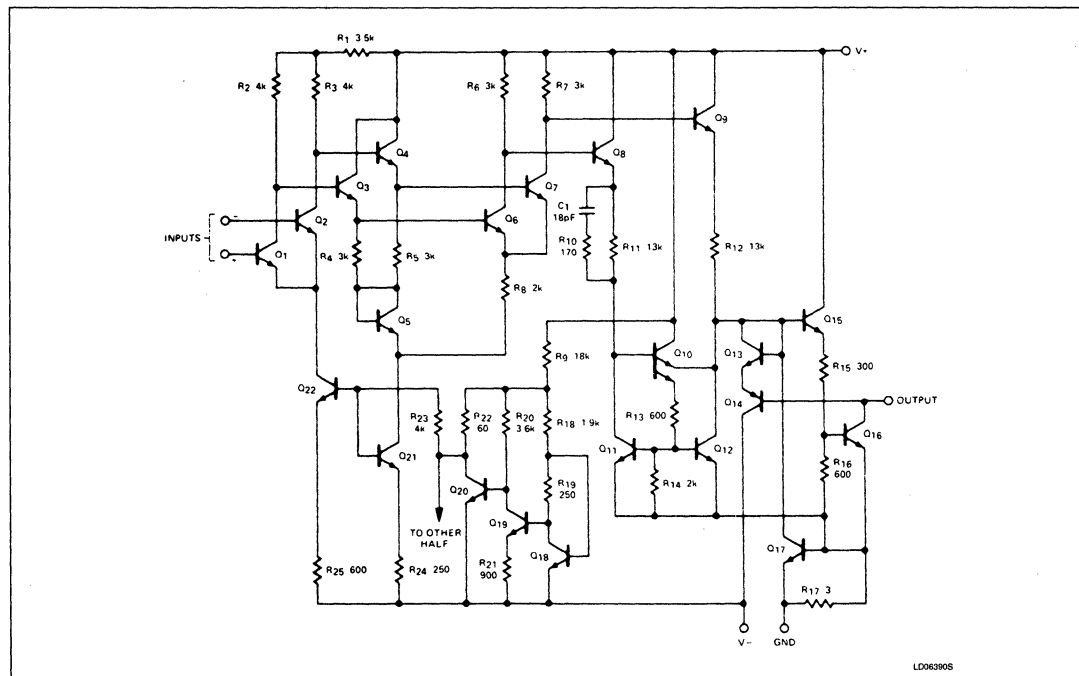 R1 3.5k
V+
R2 4k
R3 4k
R6 3k
R7 3k
Q9
Q4
Q8
Q3
Q7
C1
18pF
Q2
Q6
INPUTS
-
+
Q1
R4 3k
R5 3k
R10
170
R11 13k
R12 13k
R8 2k
Q5
Q15
R9 18k
Q10
Q13
R15 300
Q22
Q14
OUTPUT
R23
4k
R22
60
R20
3.6k
R18 1.9k
R13 600
Q16
Q21
Q11
Q12
R16
600
R14 2k
Q20
R19
250
TO OTHER
HALF
Q19
Q18
Q17
R25 600
R24 250
R21
900
R17 3
V-
GND
LD06390S